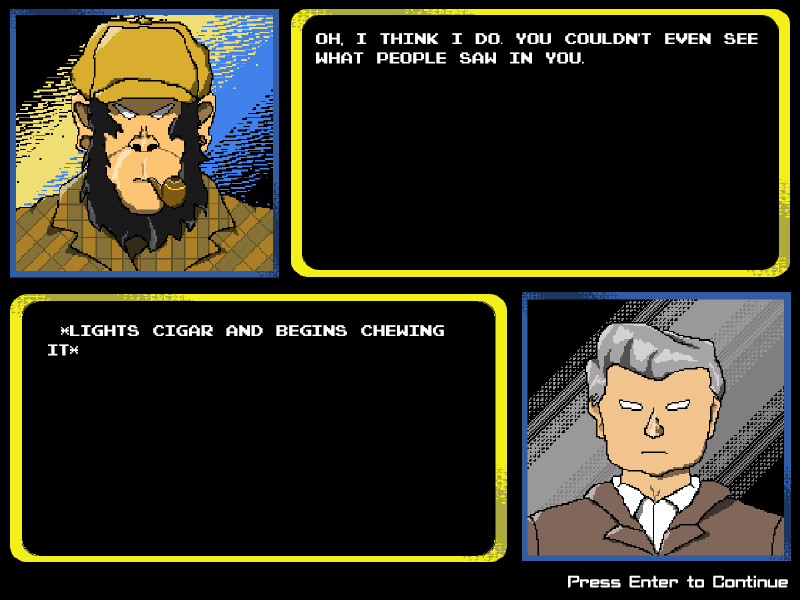 OH, I THINK I DO. YOU COULDN'T EVEN SEE
WHAT PEOPLE SAW IN YOU.
*LIGHTS CIGAR AND BEGINS CHEWING
IT*
Press Enter to Continue